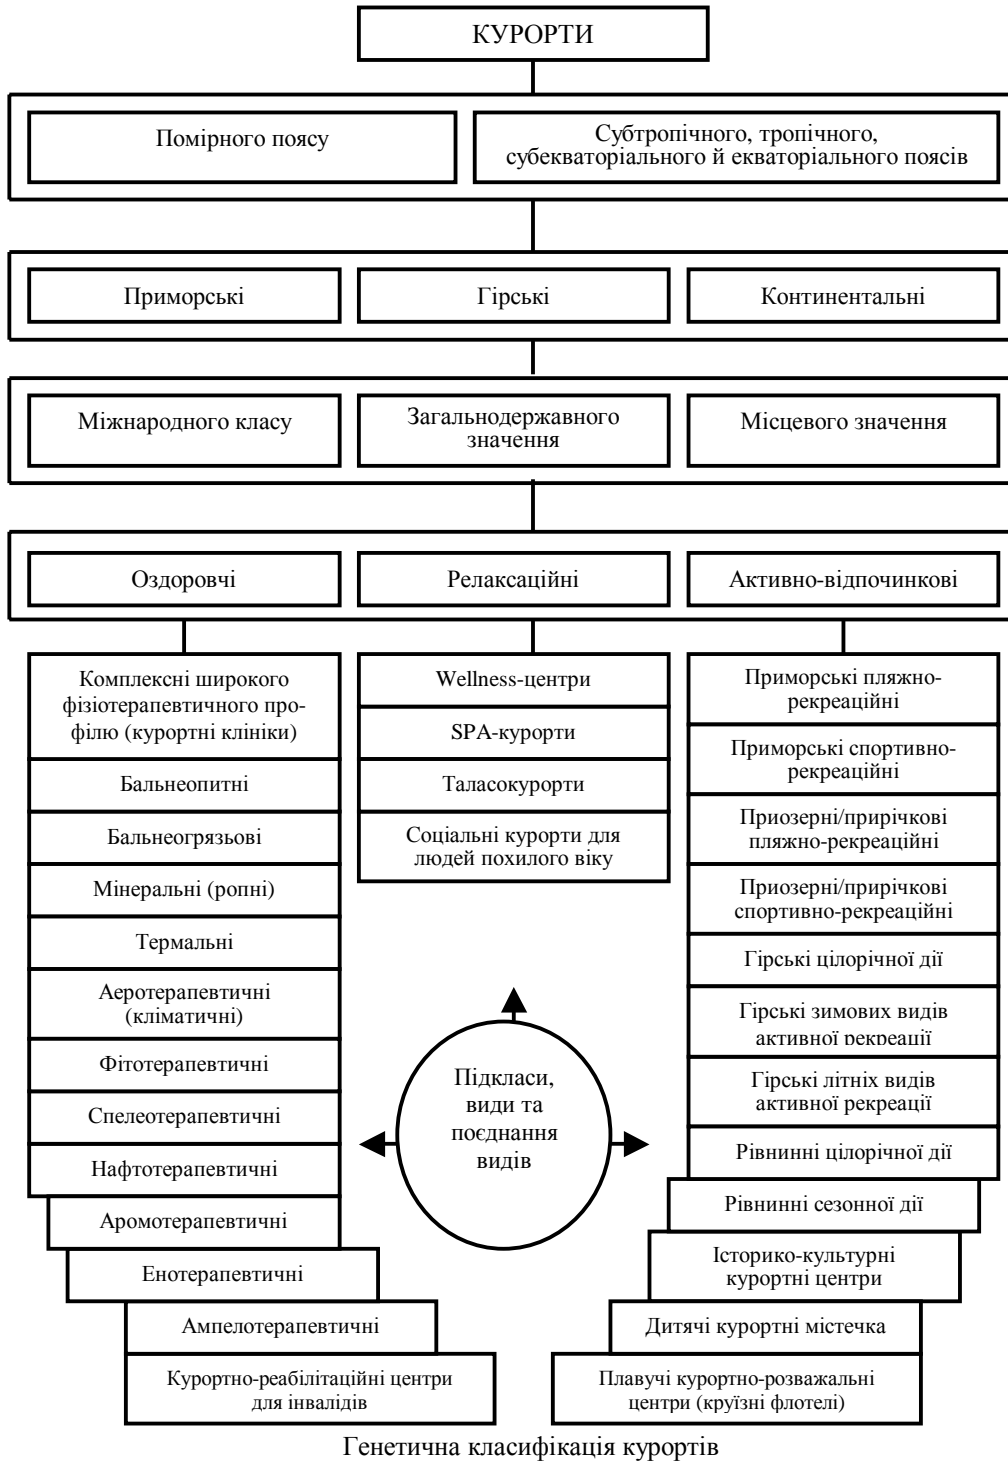 КУРОРТИ
Помірного поясу
Субтропічного, тропічного,
субекваторіального й екваторіального поясів
Приморські
Гірські
Континентальні
Міжнародного класу
Загальнодержавного
значення
Місцевого значення
Оздоровчі
Релаксаційні
Активно-відпочинкові
Комплексні широкого
фізіотерапевтичного про-
філю (курортні клініки)
Бальнеопитні
Бальнеогрязьові
Мінеральні (ропні)
Термальні
Аеротерапевтичні
(кліматичні)
Фітотерапевтичні
Спелеотерапевтичні
Нафтотерапевтичні
Аромотерапевтичні
Енотерапевтичні
Ампелотерапевтичні
Курортно-реабілітаційні центри
для інвалідів
Wellness-центри
SPA-курорти
Таласокурорти
Соціальні курорти для
людей похилого віку
Підкласи,
види та
поєднання
видів
Приморські пляжно-
рекреаційні
Приморські спортивно-
рекреаційні
Приозерні/прирічкові
пляжно-рекреаційні
Приозерні/прирічкові
спортивно-рекреаційні
Гірські цілорічної дії
Гірські зимових видів
активної рекреації
Гірські літніх видів
активної рекреації
Рівнинні цілорічної дії
Рівнинні сезонної дії
Історико-культурні
курортні центри
Дитячі курортні містечка
Плавучі курортно-розважальні
центри (круїзні флотелі)
Генетична класифікація курортів